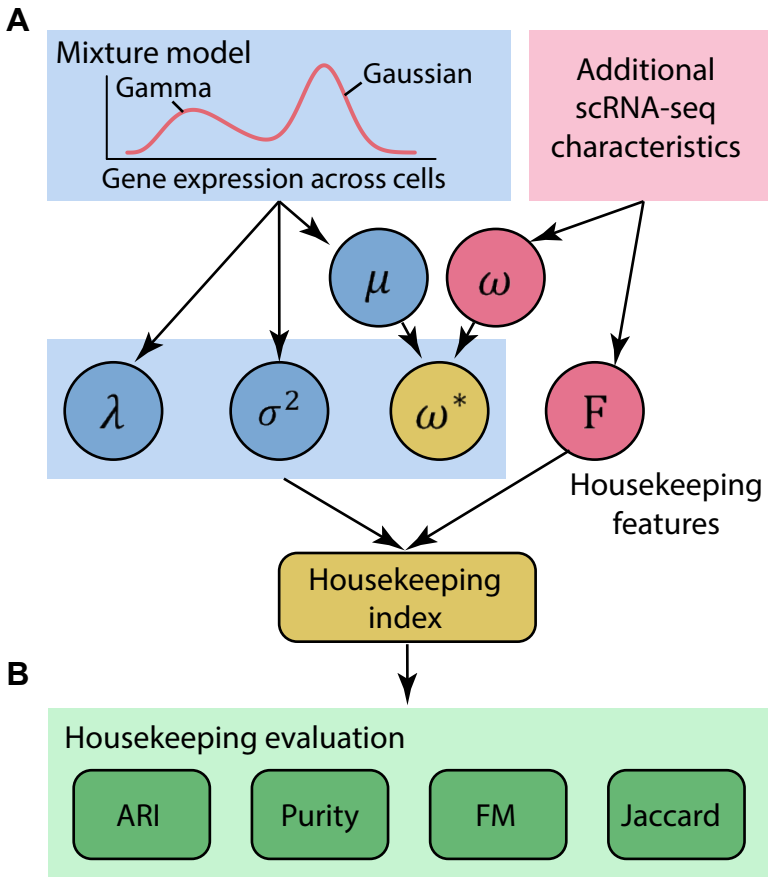 A
Mixture model
Gamma
Gaussian
Gene expression across cells
Additional
scRNA-seq
characteristics
μ
ω
λ
σ²
ω*
F
Housekeeping
features
Housekeeping
index
B
Housekeeping evaluation
ARI
Purity
FM
Jaccard